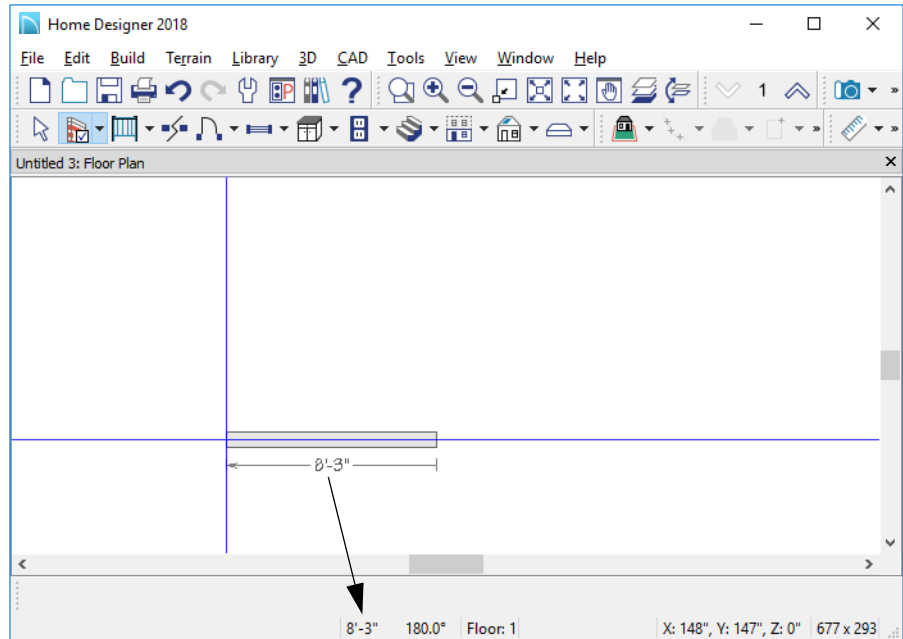 Home Designer 2018
File Edit Build Terrain Library 3D CAD Tools View Window Help
P ? 1
Untitled 3: Floor Plan
8'-3"
8'-3" 180.0° Floor: 1 X: 148", Y: 147", Z: 0" 677 x 293